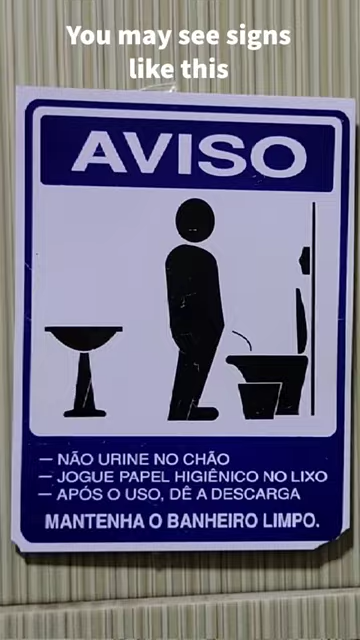 You may see signs
like this
AVISO
— NÃO URINE NO CHÃO
— JOGUE PAPEL HIGIÊNICO NO LIXO
— APÓS O USO, DÊ A DESCARGA
MANTENHA O BANHEIRO LIMPO.